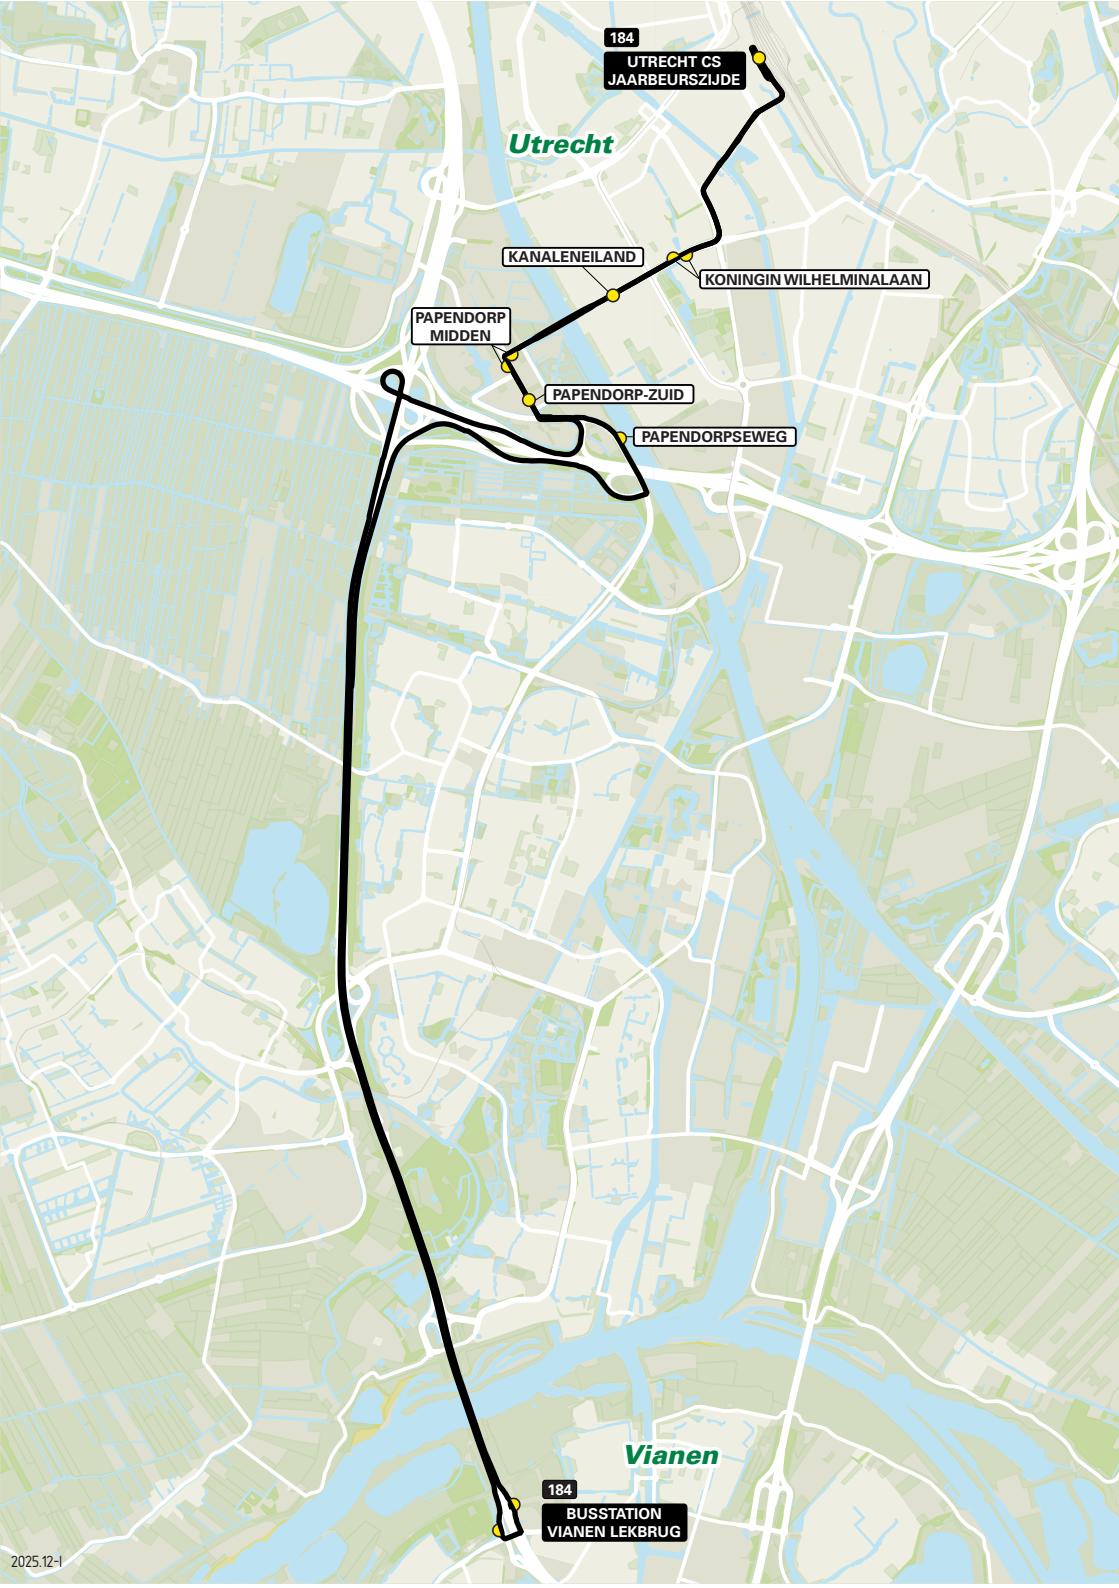 184
UTRECHT CS
JAARBEURSZIJDE
Utrecht
KANALENEILAND
KONINGIN WILHELMINALAAN
PAPENDORP
MIDDEN
PAPENDORP-ZUID
PAPENDORPSEWEG
Vianen
184
BUSSTATION
VIANEN LEKBRUG
2025.12-I